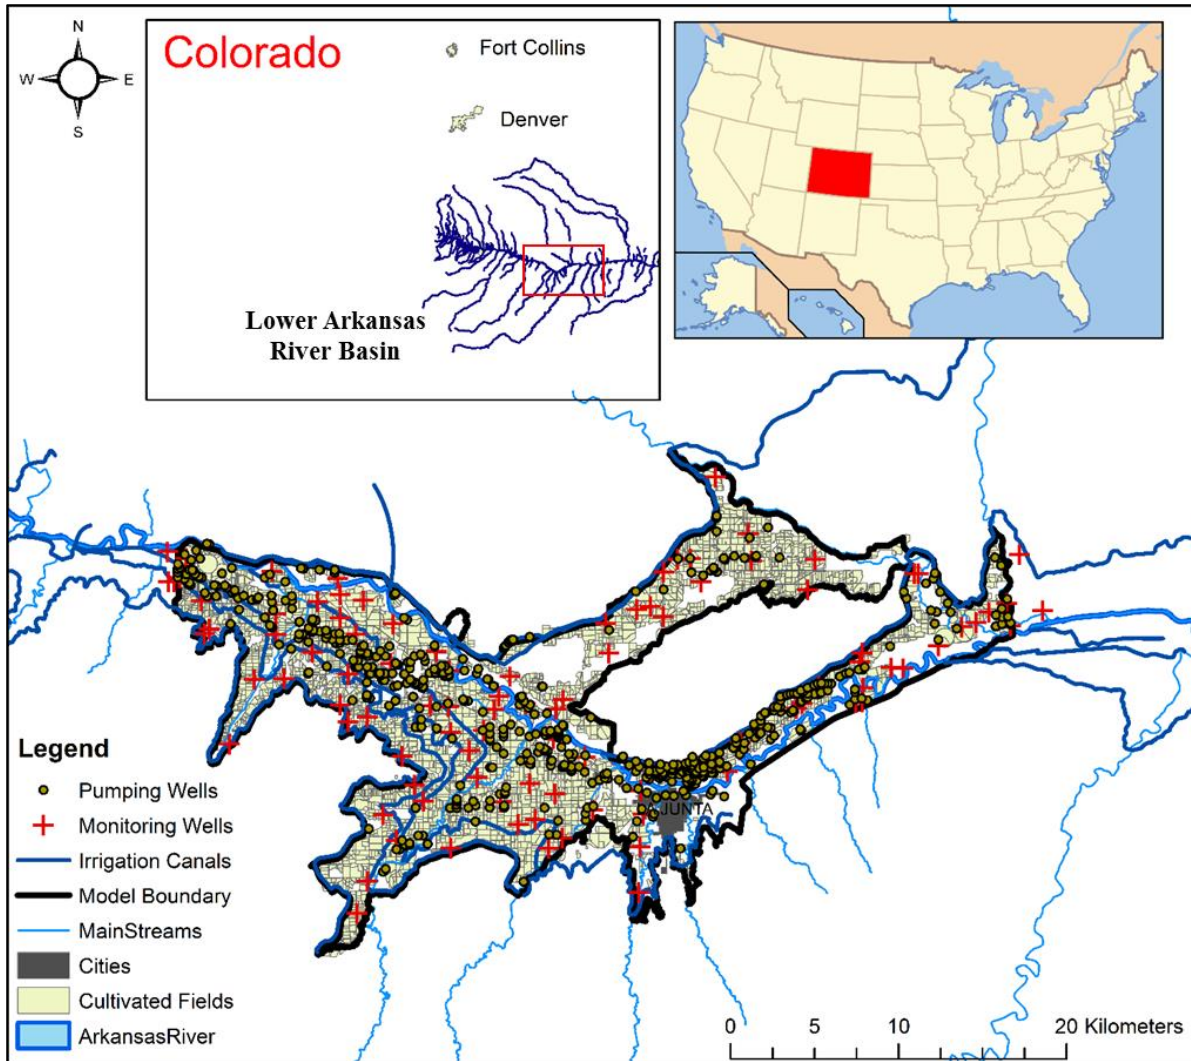 N
W E
S
Colorado
Fort Collins
Denver
Lower Arkansas
River Basin
JUNTA
Legend
Pumping Wells
Monitoring Wells
Irrigation Canals
Model Boundary
MainStreams
Cities
Cultivated Fields
ArkansasRiver
0 5 10 20 Kilometers